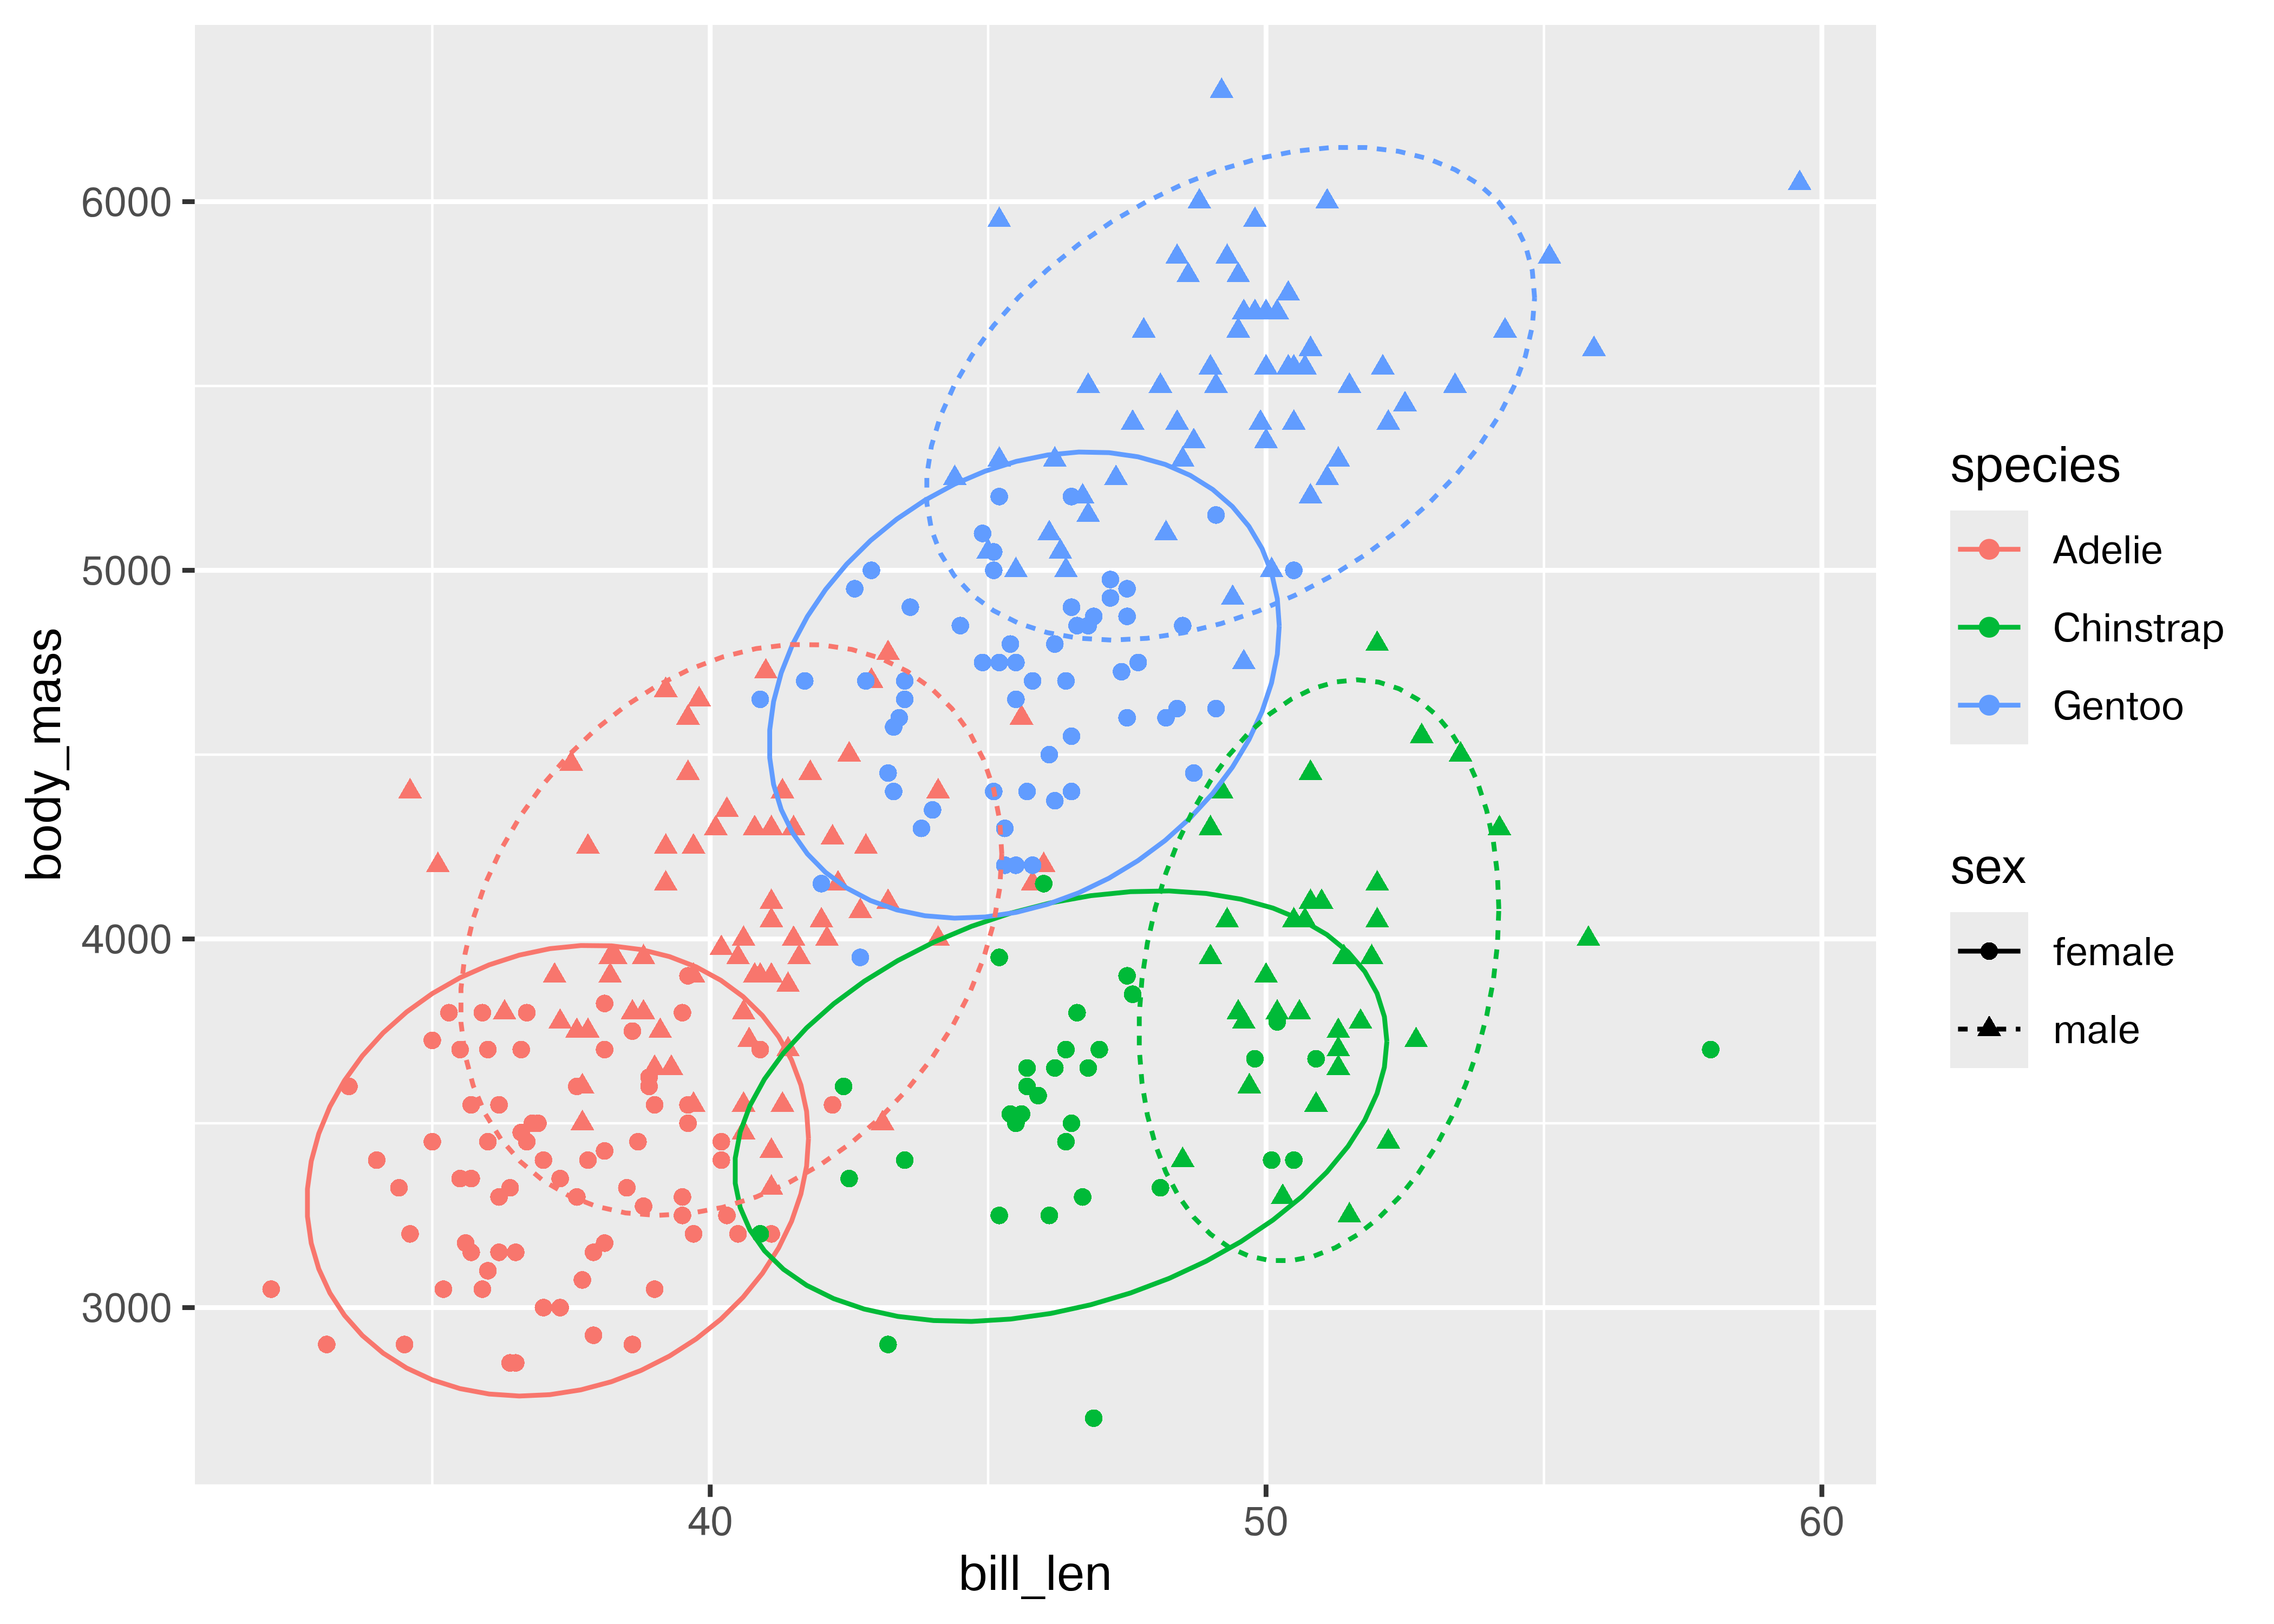 6000
5000
4000
3000
body_mass
40
50
60
bill_len
species
Adelie
Chinstrap
Gentoo
sex
female
male